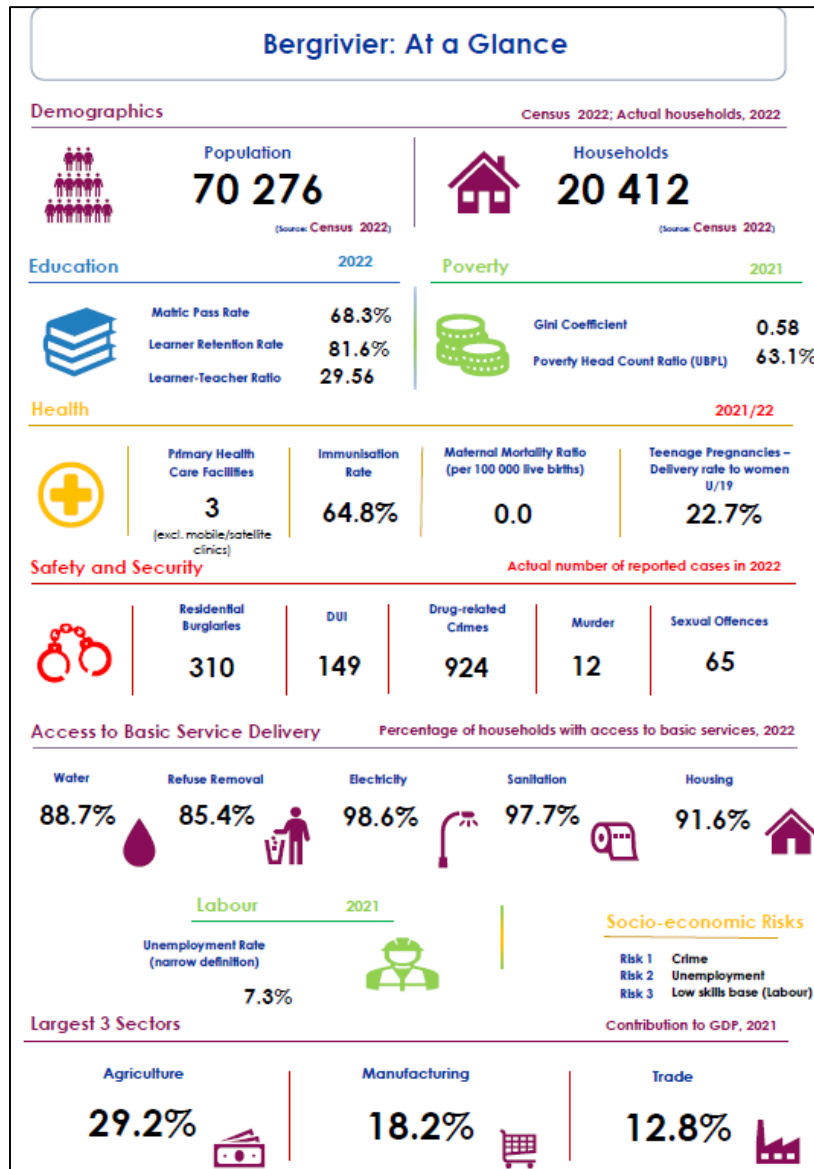 Bergrivier: At a Glance
Demographics
Census 2022; Actual households, 2022
Population
70 276
(Source: Census 2022)
Households
20 412
(Source: Census 2022)
Education 2022
Matric Pass Rate 68.3%
Learner Retention Rate 81.6%
Learner-Teacher Ratio 29.56
Poverty 2021
Gini Coefficient 0.58
Poverty Head Count Ratio (UBPL) 63.1%
Health 2021/22
Primary Health
Care Facilities
3
(excl. mobile/satellite
clinics)
Immunisation
Rate
64.8%
Maternal Mortality Ratio
(per 100 000 live births)
0.0
Teenage Pregnancies –
Delivery rate to women
U/19
22.7%
Safety and Security
Actual number of reported cases in 2022
Residential
Burglaries
310
DUI
149
Drug-related
Crimes
924
Murder
12
Sexual Offences
65
Access to Basic Service Delivery
Percentage of households with access to basic services, 2022
Water
88.7%
Refuse Removal
85.4%
Electricity
98.6%
Sanitation
97.7%
Housing
91.6%
Labour 2021
Unemployment Rate
(narrow definition)
7.3%
Socio-economic Risks
Risk 1 Crime
Risk 2 Unemployment
Risk 3 Low skills base (Labour)
Largest 3 Sectors
Contribution to GDP, 2021
Agriculture
29.2%
Manufacturing
18.2%
Trade
12.8%